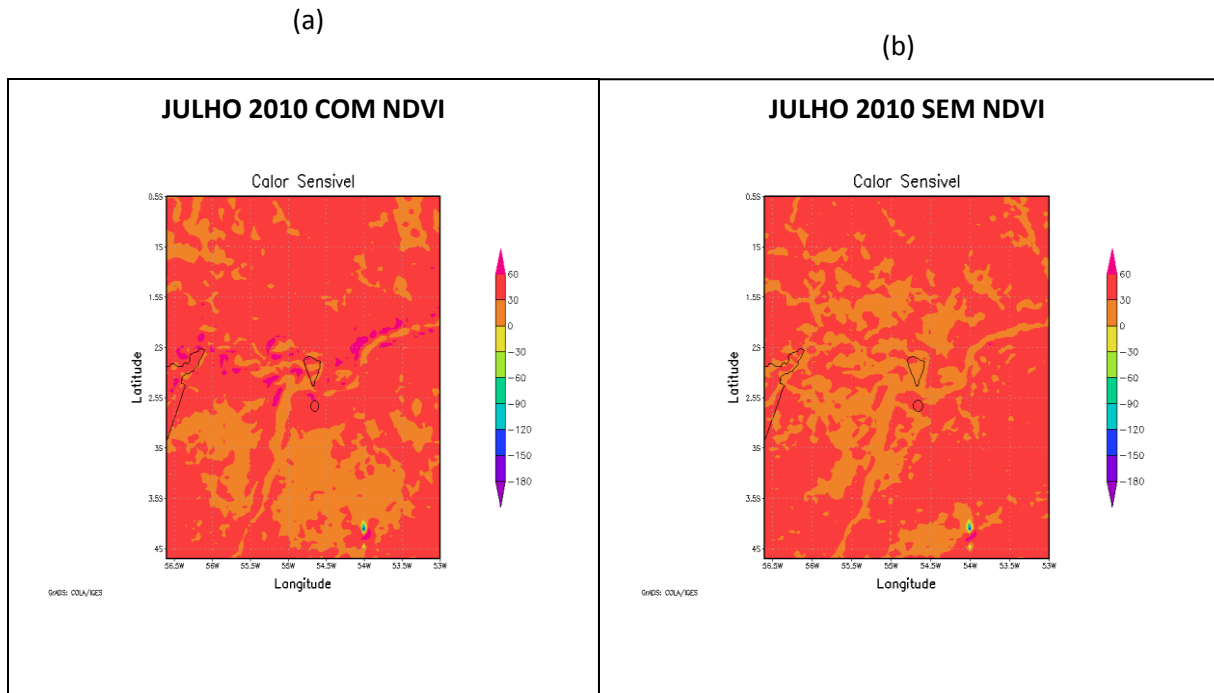 (a)
(b)
JULHO 2010 COM NDVI
Calor Sensivel
0.5S
1S
1.5S
2S
2.5S
3S
3.5S
4S
Latitude
56.5W 56W 55.5W 55W 54.5W 54W 53.5W 53W
Langitude
60
30
0
−30
−60
−90
−120
−150
−180
GrADS: COLA/IGES
JULHO 2010 SEM NDVI
Calor Sensivel
0.5S
1S
1.5S
2S
2.5S
3S
3.5S
4S
Latitude
56.5W 56W 55.5W 55W 54.5W 54W 53.5W 53W
Langitude
60
30
0
−30
−60
−90
−120
−150
−180
GrADS: COLA/IGES